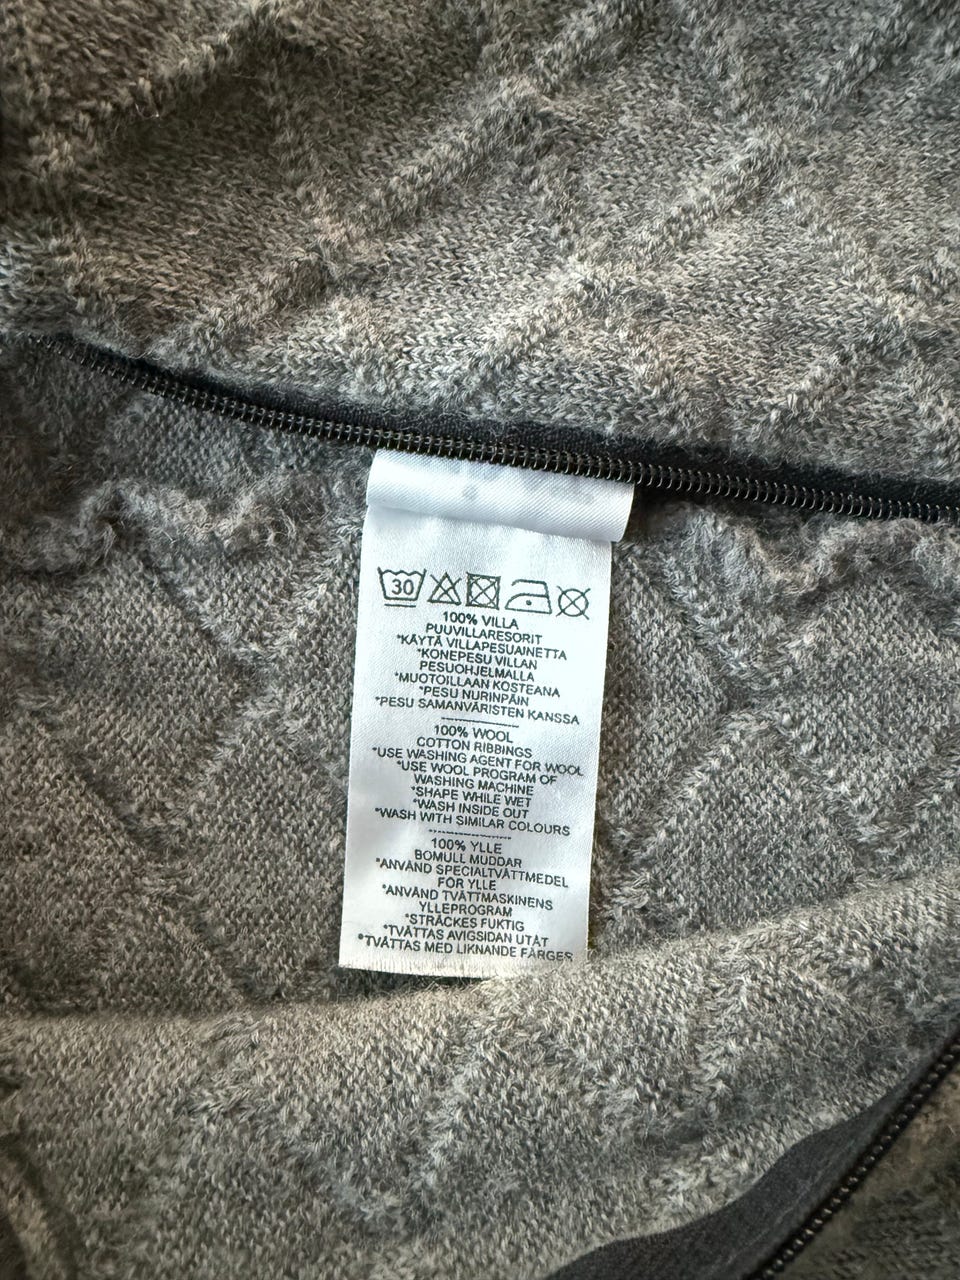 30
100% VILLA
PUUVILLARESORIT
*KÄYTÄ VILLAPESUAINETTA
*KONEPESU VILLAN
PESUOHJELMALLA
*MUOTOILLAAN KOSTEANA
*PESU NURINPÄIN
*PESU SAMANVÄRISTEN KANSSA
100% WOOL
COTTON RIBBINGS
*USE WASHING AGENT FOR WOOL
*USE WOOL PROGRAM OF
WASHING MACHINE
*SHAPE WHILE WET
*WASH INSIDE OUT
*WASH WITH SIMILAR COLOURS
100% YLLE
BOMULL MUDDAR
*ANVÄND SPECIALTVÄTTMEDEL
FÖR YLLE
*ANVÄND TVÄTTMASKINENS
YLLEPROGRAM
*STRÄCKES FUKTIG
*TVÄTTAS AVIGSIDAN UTÅT
*TVÄTTAS MED LIKNANDE FÄRGES